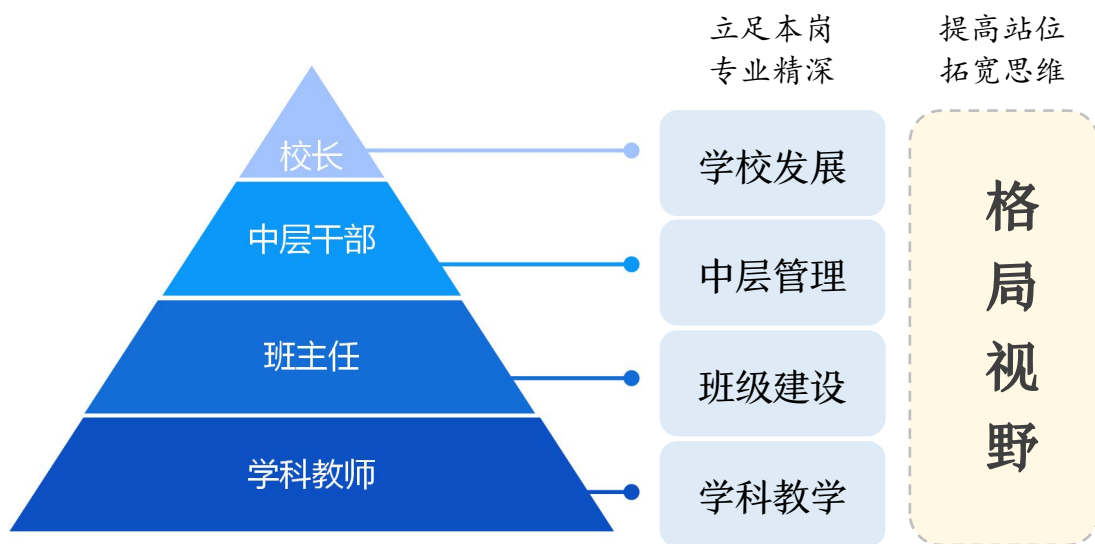 立足本岗
专业精深
提高站位
拓宽思维
校长
中层干部
班主任
学科教师
学校发展
中层管理
班级建设
学科教学
格
局
视
野